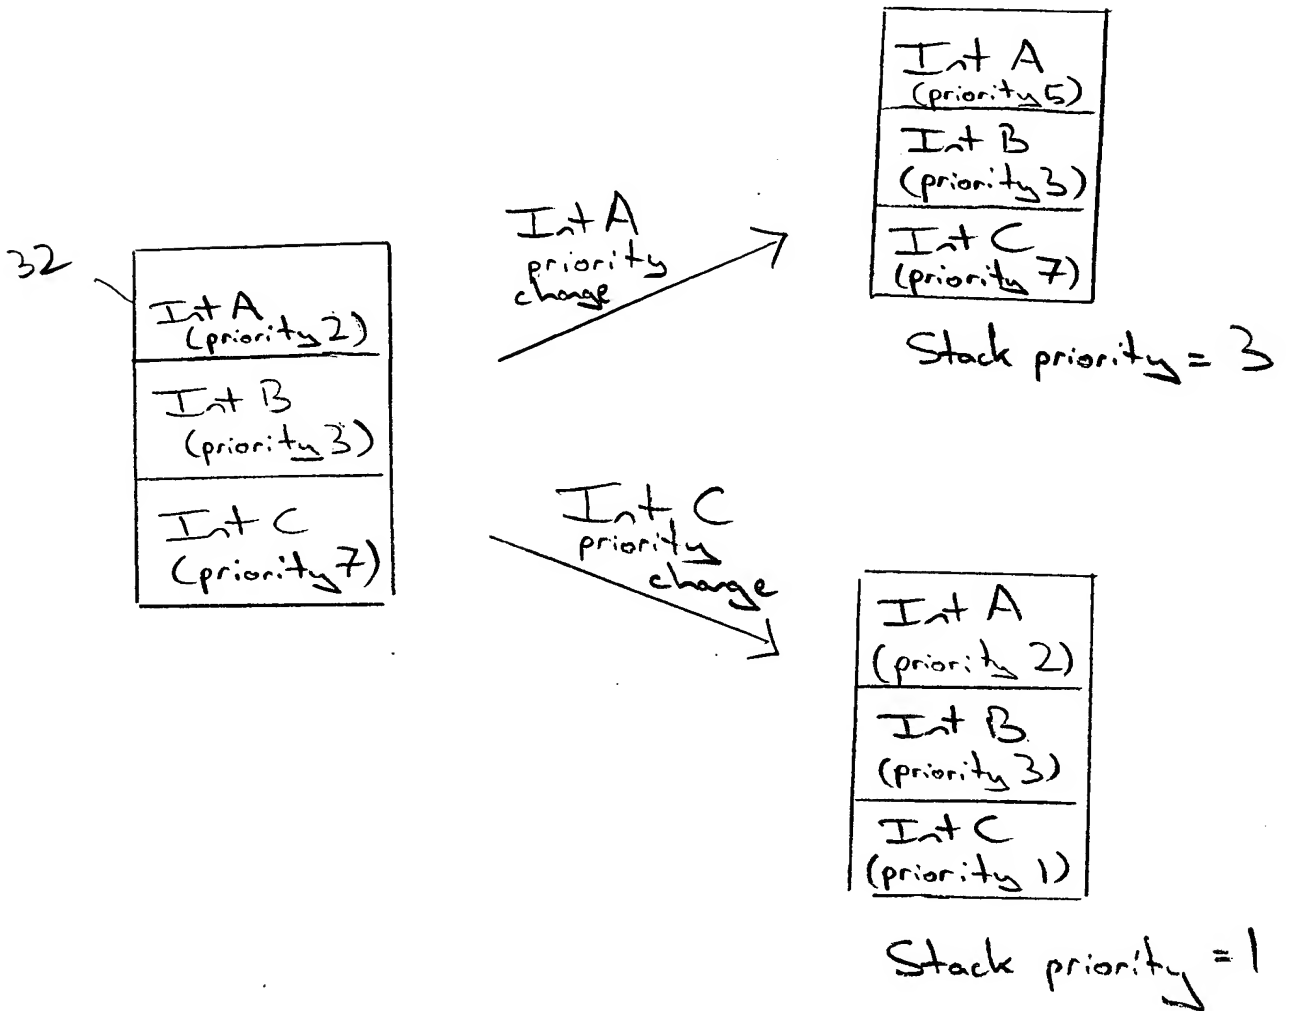 32
Int A
(priority 2)
Int B
(priority 3)
Int C
(priority 7)
Int A
priority
change
Int A
(priority 5)
Int B
(priority 3)
Int C
(priority 7)
Stack priority = 3
Int C
priority
change
Int A
(priority 2)
Int B
(priority 3)
Int C
(priority 1)
Stack priority = 1